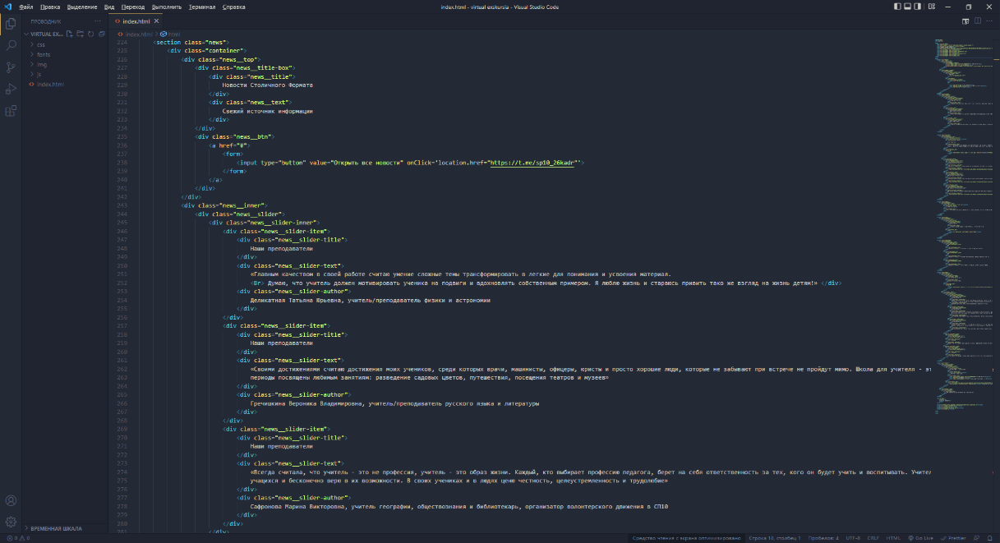 Файл Правка Выделение Вид Переход Выполнить Терминал Справка
index.html - virtual exskursia - Visual Studio Code
ПРОВОДНИК ···
index.html
VIRTUAL EX...
index.html > html
css
fonts
img
js
index.html
224 <section class="news">
225 <div class="container">
226 <div class="news__top">
227 <div class="news__title-box">
228 <div class="news__title">
229 Новости Столичного Формата
230 </div>
231 <div class="news__text">
232 Свежий источник информации
233 </div>
234 </div>
235 <div class="news__btn">
236 <a href="#">
237 <form>
238 <input type="button" value="Открыть все новости" onClick='location.href="https://t.me/sp10_26kadr"'>
239 </form>
240 </a>
241 </div>
242 </div>
243 <div class="news__inner">
244 <div class="news__slider">
245 <div class="news__slider-inner">
246 <div class="news__slider-item">
247 <div class="news__slider-title">
248 Наши преподаватели
249 </div>
250 <div class="news__slider-text">
251 «Главным качеством в своей работе считаю умение сложные темы трансформировать в легкие для понимания и усвоения материал.
252 <Br> Думаю, что учитель должен мотивировать ученика на подвиги и вдохновлять собственным примером. Я люблю жизнь и стараюсь привить тако же взгляд на жизнь детям!» </div>
253 <div class="news__slider-author">
254 Деликатная Татьяна Юрьевна, учитель/преподаватель физики и астрономии
255 </div>
256 </div>
257 <div class="news__slider-item">
258 <div class="news__slider-title">
259 Наши преподаватели
260 </div>
261 <div class="news__slider-text">
262 «Своими достижениями считаю достижения моих учеников, среди которых врачи, машинисты, офицеры, юристы и просто хорошие люди, которые не забывают при встрече не пройдут мимо. Школа для учителя - эт
263 периоды посвящены любимым занятиям: разведение садовых цветов, путешествия, посещения театров и музеев»
264 </div>
265 <div class="news__slider-author">
266 Гречишкина Вероника Владимировна, учитель/преподаватель русского языка и литературы
267 </div>
268 </div>
269 <div class="news__slider-item">
270 <div class="news__slider-title">
271 Наши преподаватели
272 </div>
273 <div class="news__slider-text">
274 «Всегда считала, что учитель - это не профессия, учитель - это образ жизни. Каждый, кто выбирает профессию педагога, берет на себя ответственность за тех, кого он будет учить и воспитывать. Учител
275 учащихся и бесконечно верю в их возможности. В своих учениках и в людях ценю честность, целеустремленность и трудолюбие»
276 </div>
277 <div class="news__slider-author">
278 Сафронова Марина Викторовна, учитель географии, обществознания и библиотекарь, организатор волонтерского движения в СП10
279 </div>
280 </div>
281 </div>
ВРЕМЕННАЯ ШКАЛА
0 0
Средство чтения с экрана оптимизировано Строка 16, столбец 1 Пробелов: 4 UTF-8 CRLF HTML Go Live Prettier